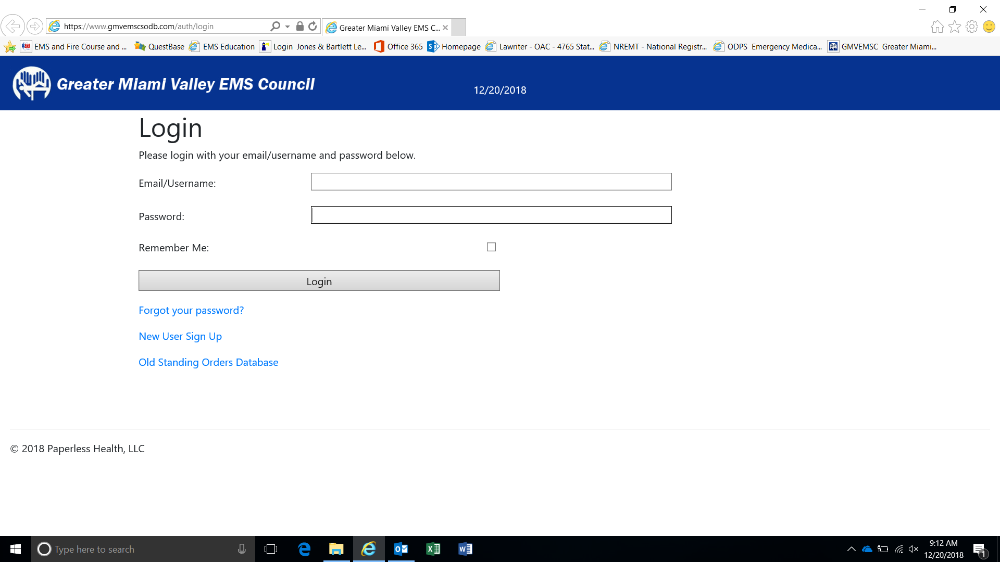 https://www.gmvemscsodb.com/auth/login
Greater Miami Valley EMS C...
EMS and Fire Course and ...
QuestBase
EMS Education
Login Jones & Bartlett Le...
Office 365
Homepage
Lawriter - OAC - 4765 Stat...
NREMT - National Registr...
ODPS Emergency Medica...
GMVEMSC Greater Miami...
Greater Miami Valley EMS Council
12/20/2018
Login
Please login with your email/username and password below.
Email/Username:
Password:
Remember Me:
Login
Forgot your password?
New User Sign Up
Old Standing Orders Database
© 2018 Paperless Health, LLC
Type here to search
9:12 AM
12/20/2018
1